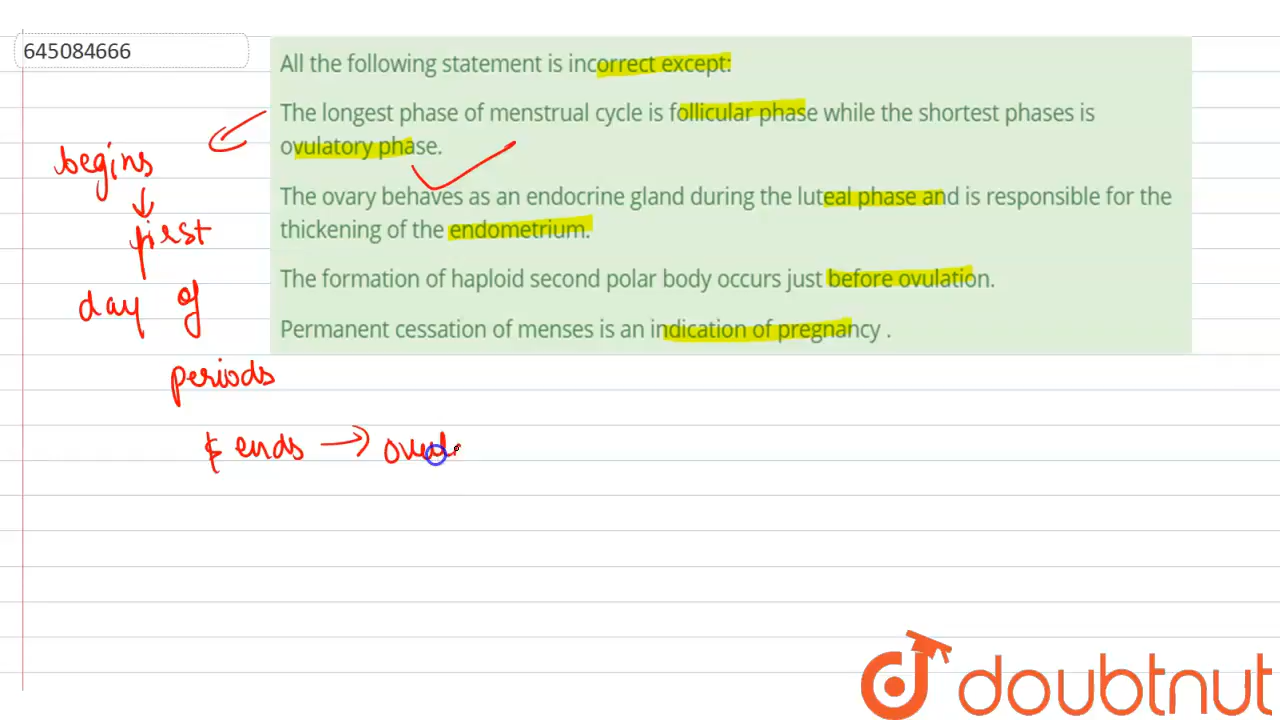 645084666
All the following statement is incorrect except:
The longest phase of menstrual cycle is follicular phase while the shortest phases is
ovulatory phase.
The ovary behaves as an endocrine gland during the luteal phase and is responsible for the
thickening of the endometrium.
The formation of haploid second polar body occurs just before ovulation.
Permanent cessation of menses is an indication of pregnancy .
begins
first
day of
periods
& ends → ovul
doubtnut